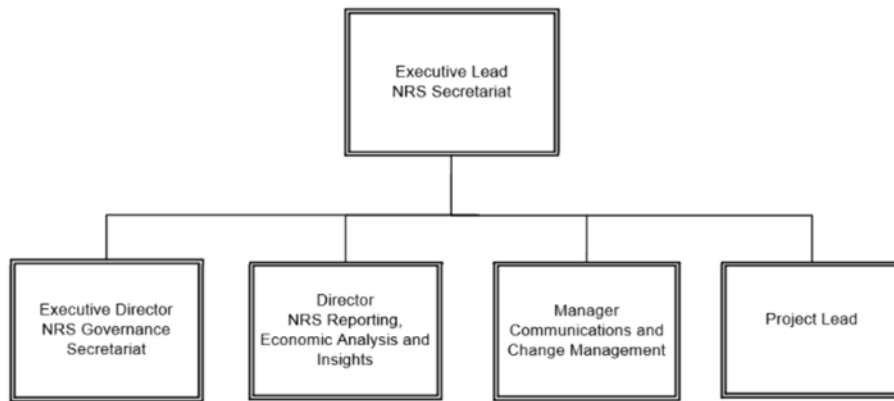 Executive Lead
NRS Secretariat
Executive Director
NRS Governance
Secretariat
Director
NRS Reporting,
Economic Analysis and
Insights
Manager
Communications and
Change Management
Project Lead